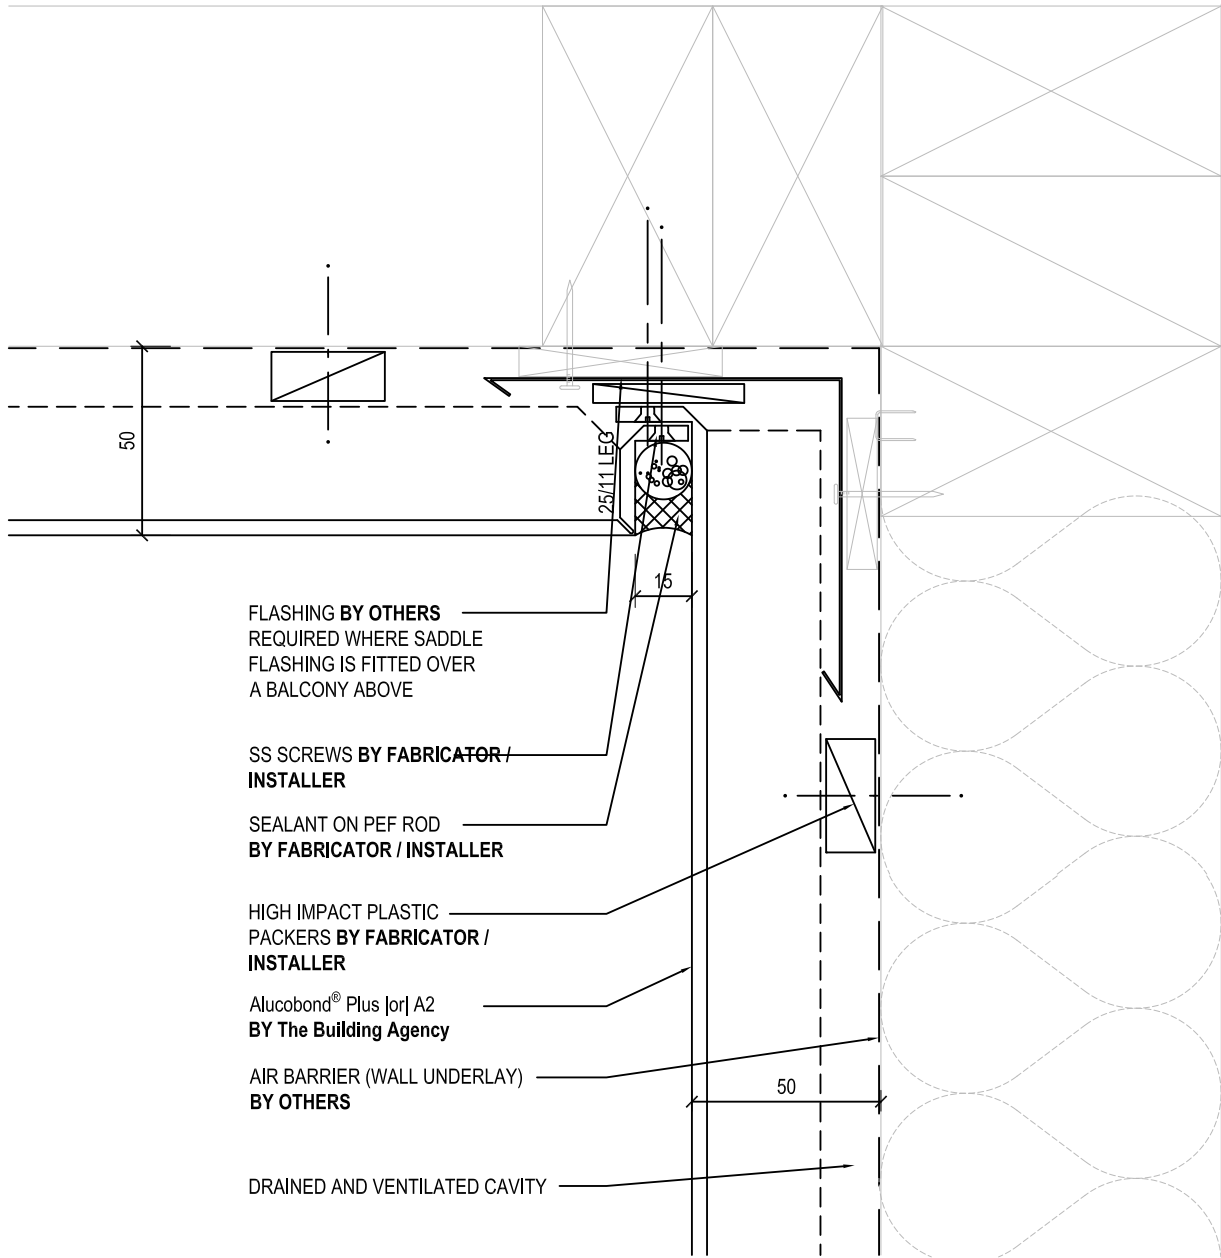 50
25/11 LEG
15
FLASHING BY OTHERS
REQUIRED WHERE SADDLE
FLASHING IS FITTED OVER
A BALCONY ABOVE
SS SCREWS BY FABRICATOR /
INSTALLER
SEALANT ON PEF ROD
BY FABRICATOR / INSTALLER
HIGH IMPACT PLASTIC
PACKERS BY FABRICATOR /
INSTALLER
Alucobond® Plus |or| A2
BY The Building Agency
AIR BARRIER (WALL UNDERLAY)
BY OTHERS
50
DRAINED AND VENTILATED CAVITY